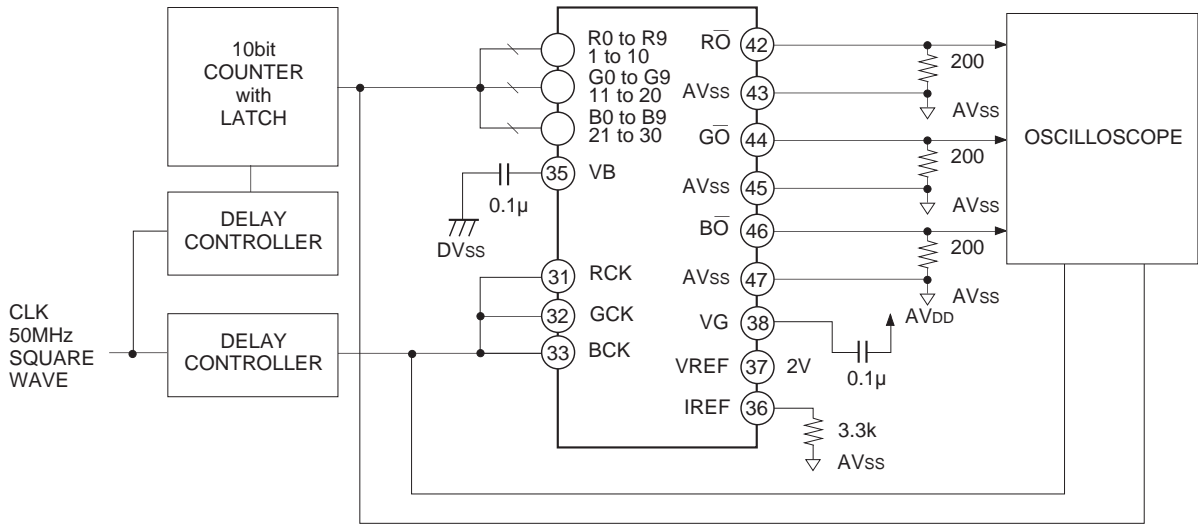 10bit
COUNTER
with
LATCH
DELAY
CONTROLLER
CLK
50MHz
SQUARE
WAVE
DELAY
CONTROLLER
R0 to R9
1 to 10
G0 to G9
11 to 20
B0 to B9
21 to 30
35 VB
0.1µ
DVSS
31 RCK
32 GCK
33 BCK
R̅O̅ 42
AVSS 43
G̅O̅ 44
AVSS 45
B̅O̅ 46
AVSS 47
VG 38
VREF 37 2V
IREF 36
200
AVSS
200
AVSS
200
AVSS
AVDD
0.1µ
3.3k
AVSS
OSCILLOSCOPE